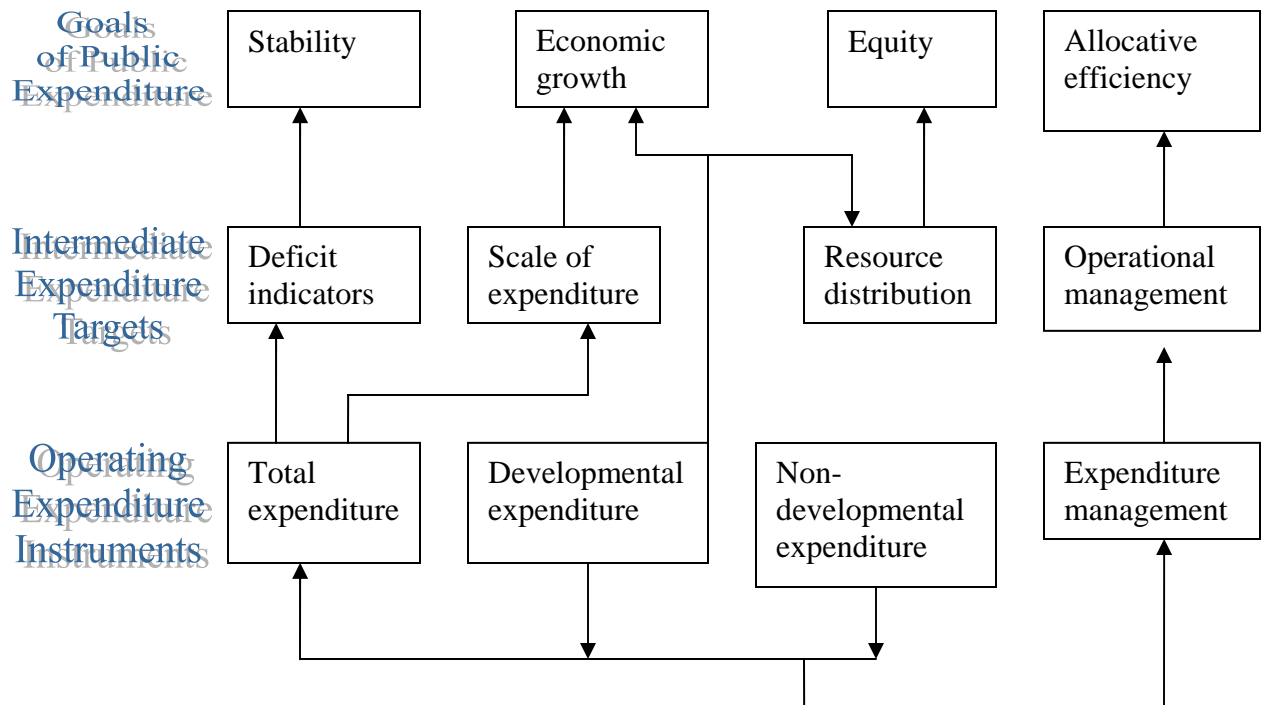 Goals
of Public
Expenditure
Stability
Economic
growth
Equity
Allocative
efficiency
Intermediate
Expenditure
Targets
Deficit
indicators
Scale of
expenditure
Resource
distribution
Operational
management
Operating
Expenditure
Instruments
Total
expenditure
Developmental
expenditure
Non-
developmental
expenditure
Expenditure
management